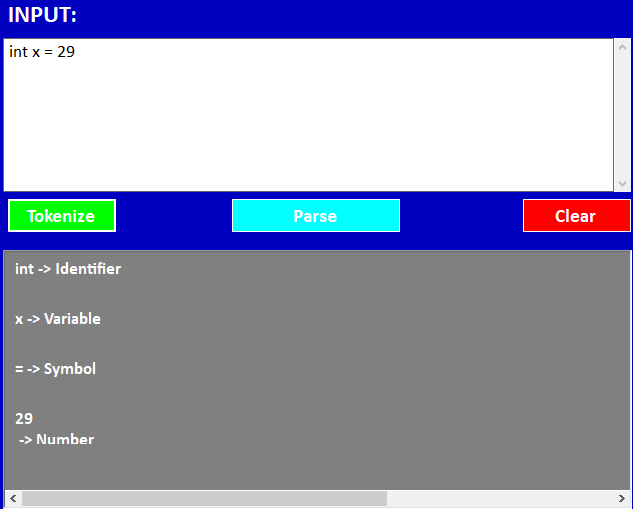 INPUT:
int x = 29
Tokenize
Parse
Clear
int -> Identifier
x -> Variable
= -> Symbol
29
-> Number